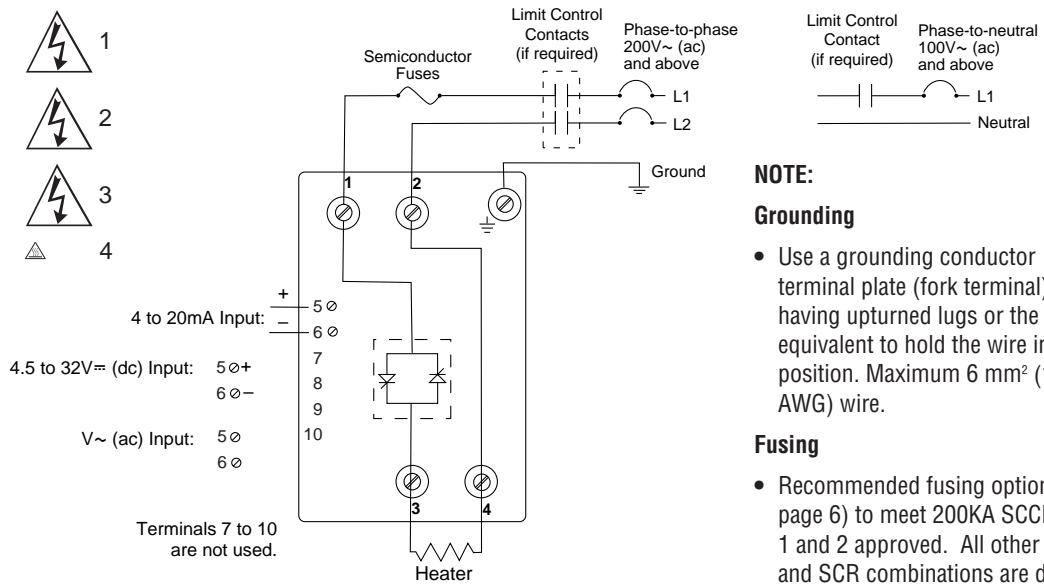 1
2
3
4
Semiconductor
Fuses
Limit Control
Contacts
(if required)
Phase-to-phase
200V~ (ac)
and above
L1
L2
Ground
1
2
+
4 to 20mA Input:
–
5
6
7
8
9
10
4.5 to 32V⎓ (dc) Input:
5 +
6 –
V~ (ac) Input:
5
6
3
4
Terminals 7 to 10
are not used.
Heater
Limit Control
Contact
(if required)
Phase-to-neutral
100V~ (ac)
and above
L1
Neutral
NOTE:
Grounding
• Use a grounding conductor
terminal plate (fork terminal)
having upturned lugs or the
equivalent to hold the wire in
position. Maximum 6 mm²
AWG) wire.
Fusing
• Recommended fusing
page 6) to meet 200KA
1 and 2 approved. All other
and SCR combinations are